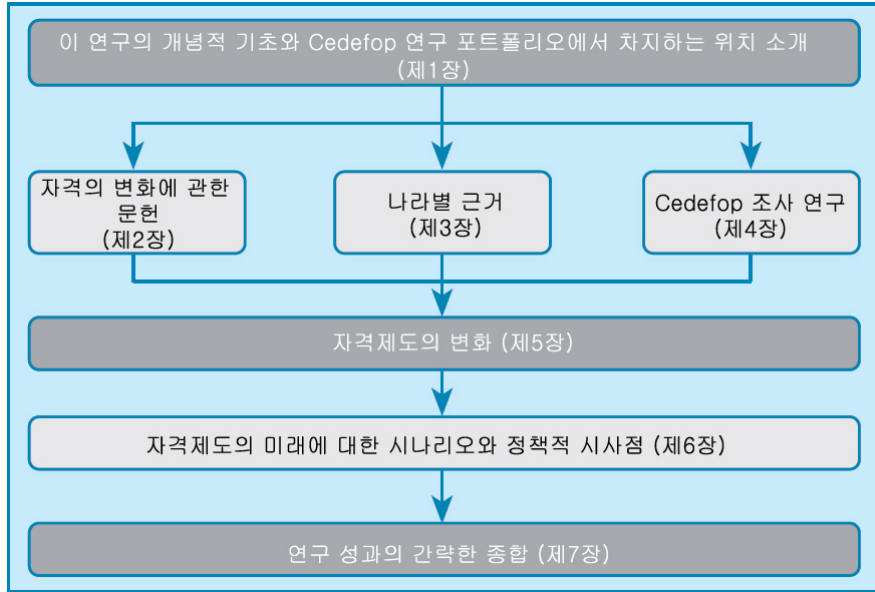 이 연구의 개념적 기초와 Cedefop 연구 포트폴리오에서 차지하는 위치 소개
(제1장)
자격의 변화에 관한
문헌
(제2장)
나라별 근거
(제3장)
Cedefop 조사 연구
(제4장)
자격제도의 변화 (제5장)
자격제도의 미래에 대한 시나리오와 정책적 시사점 (제6장)
연구 성과의 간략한 종합 (제7장)